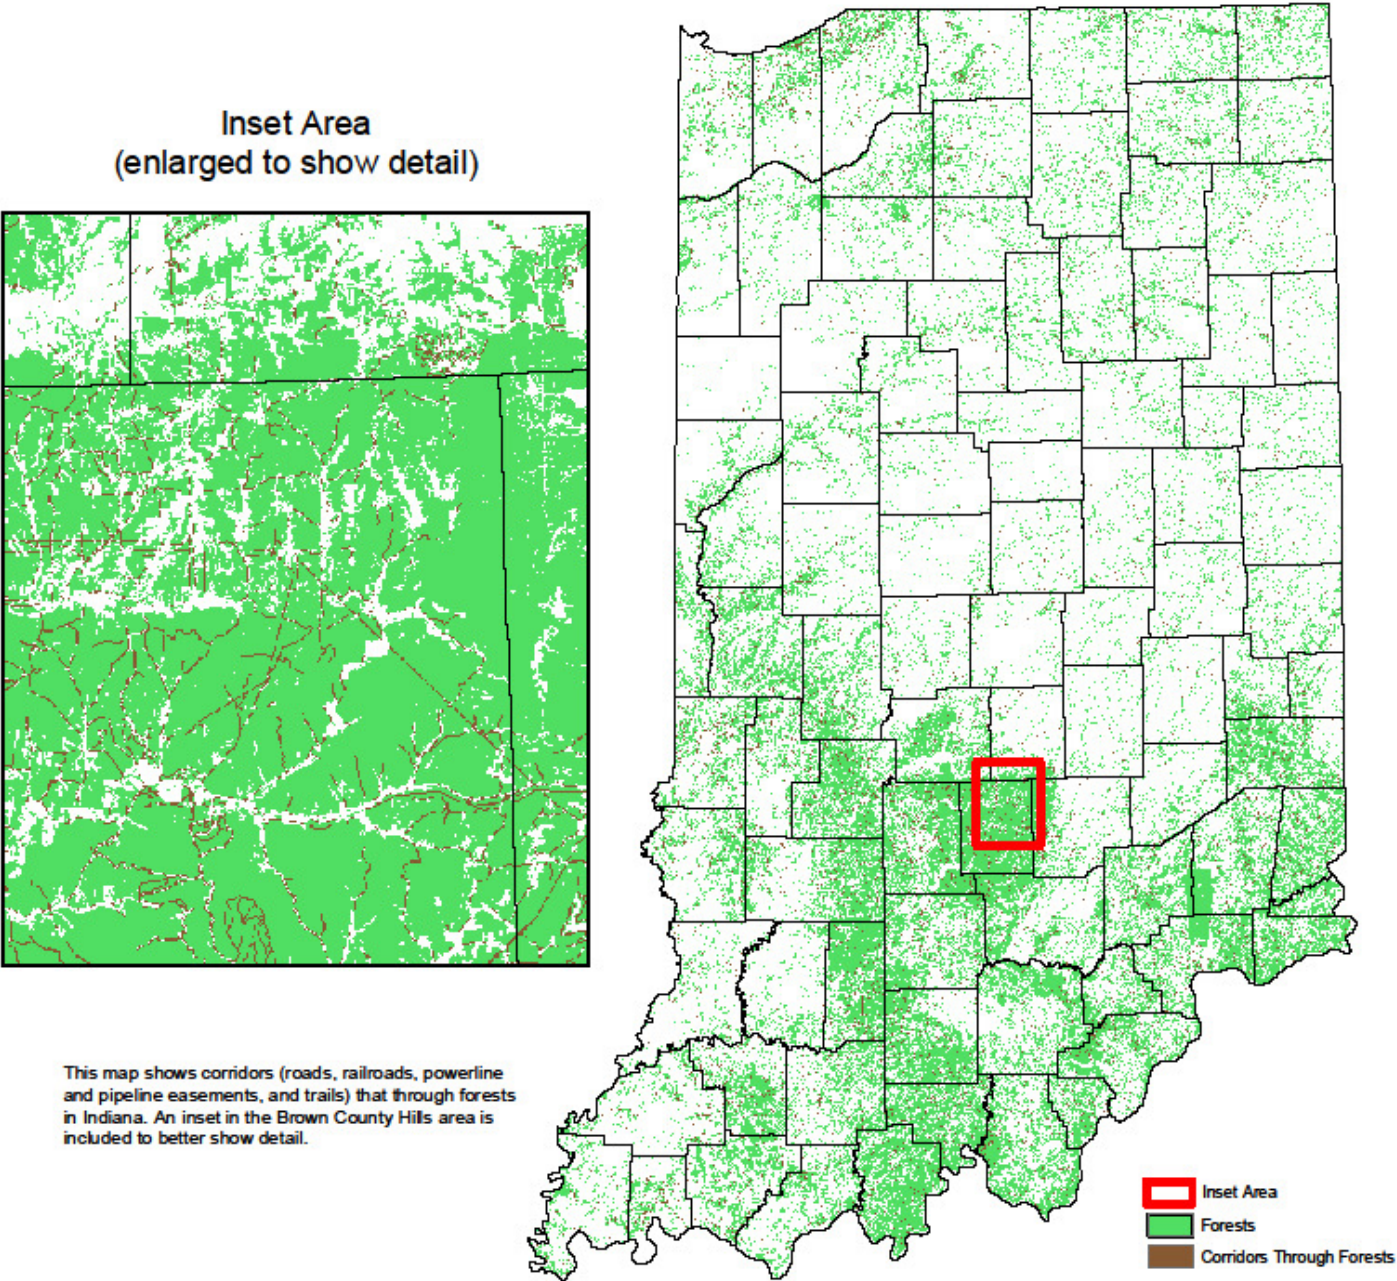 Inset Area
(enlarged to show detail)
This map shows corridors (roads, railroads, powerline
and pipeline easements, and trails) that through forests
in Indiana. An inset in the Brown County Hills area is
included to better show detail.
Inset Area
Forests
Corridors Through Forests